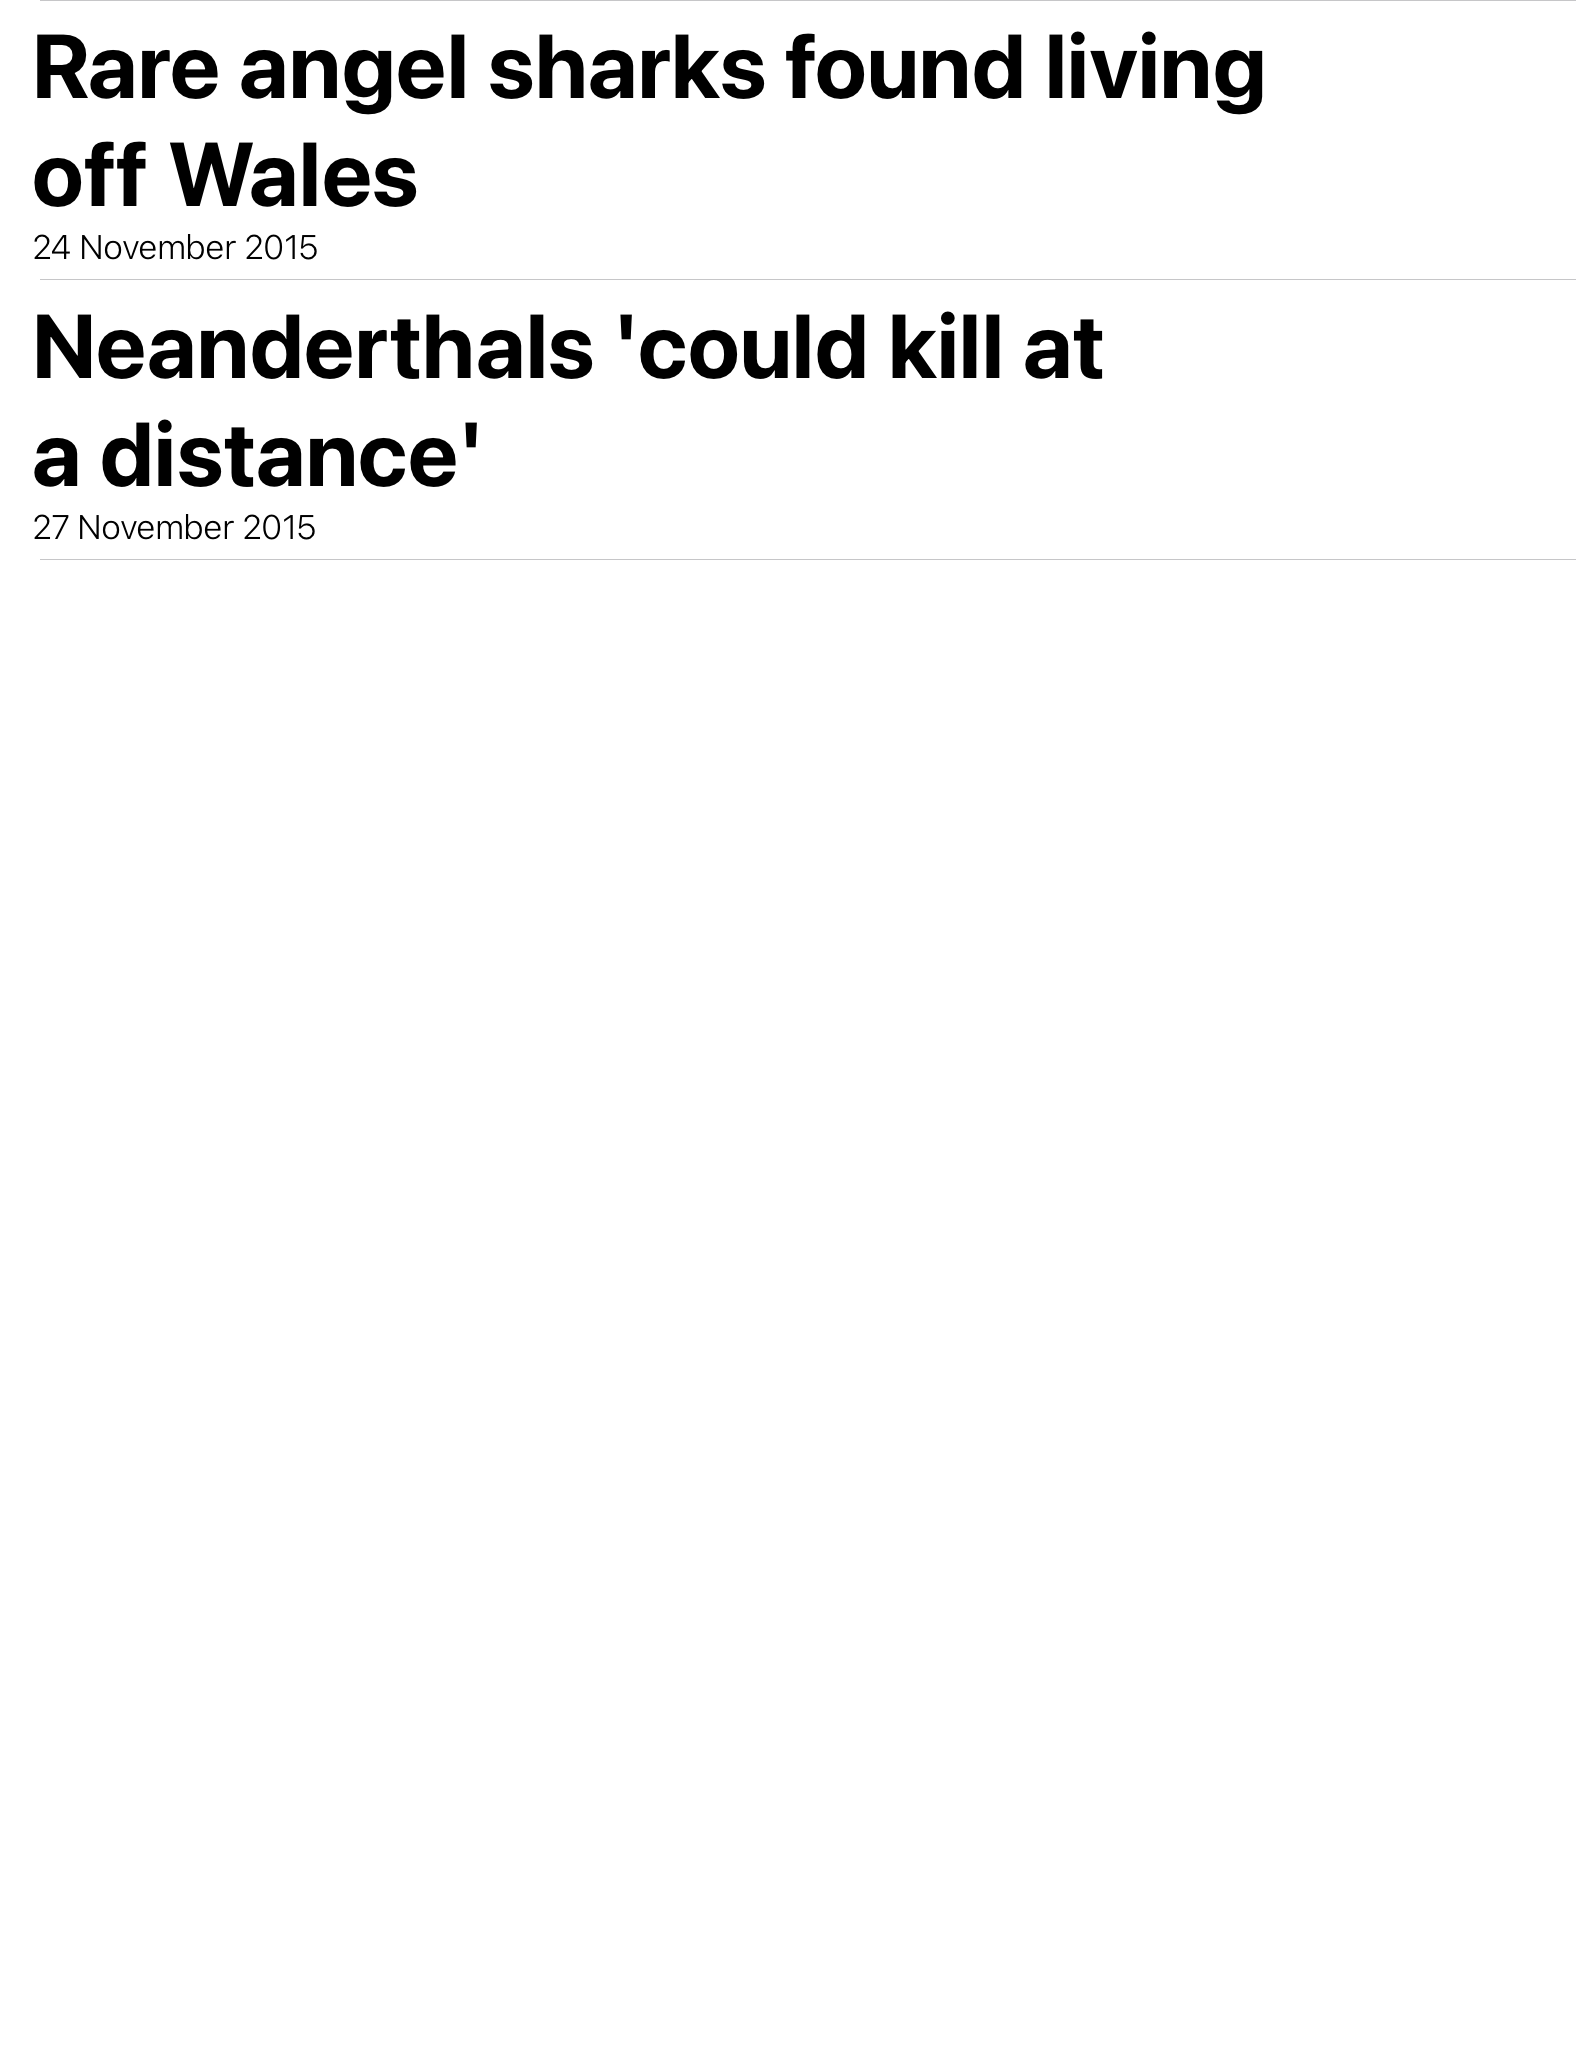 Rare angel sharks found living
off Wales
24 November 2015
Neanderthals 'could kill at
a distance'
27 November 2015